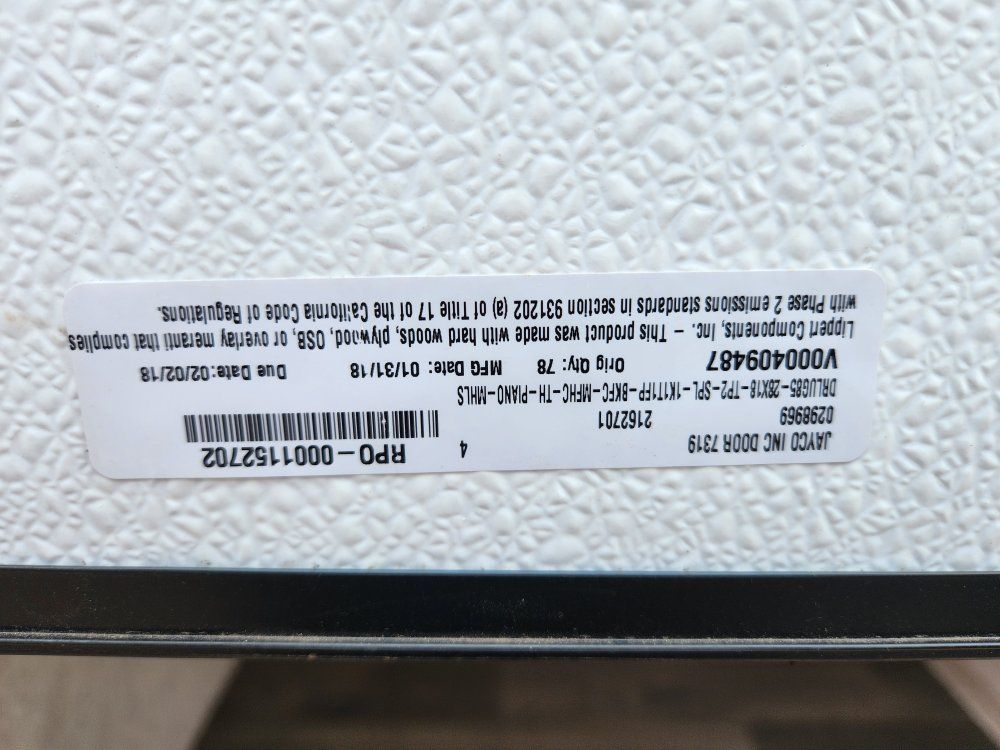 JAYCO INC DOOR 7319 4 RPO-0001152702
0298969 2162701
DRLUG85-28X18-TP2-SPL-1K1T1FP-BKFC-MFHC-TH-PIANO-MHLS
V000409487 Orig Qty: 78 MFG Date: 01/31/18 Due Date:02/02/18
Lippert Components, Inc. – This product was made with hard woods, plywood, OSB, or overlay meranti that complies
with Phase 2 emissions standards in section 931202 (a) of Title 17 of the California Code of Regulations.